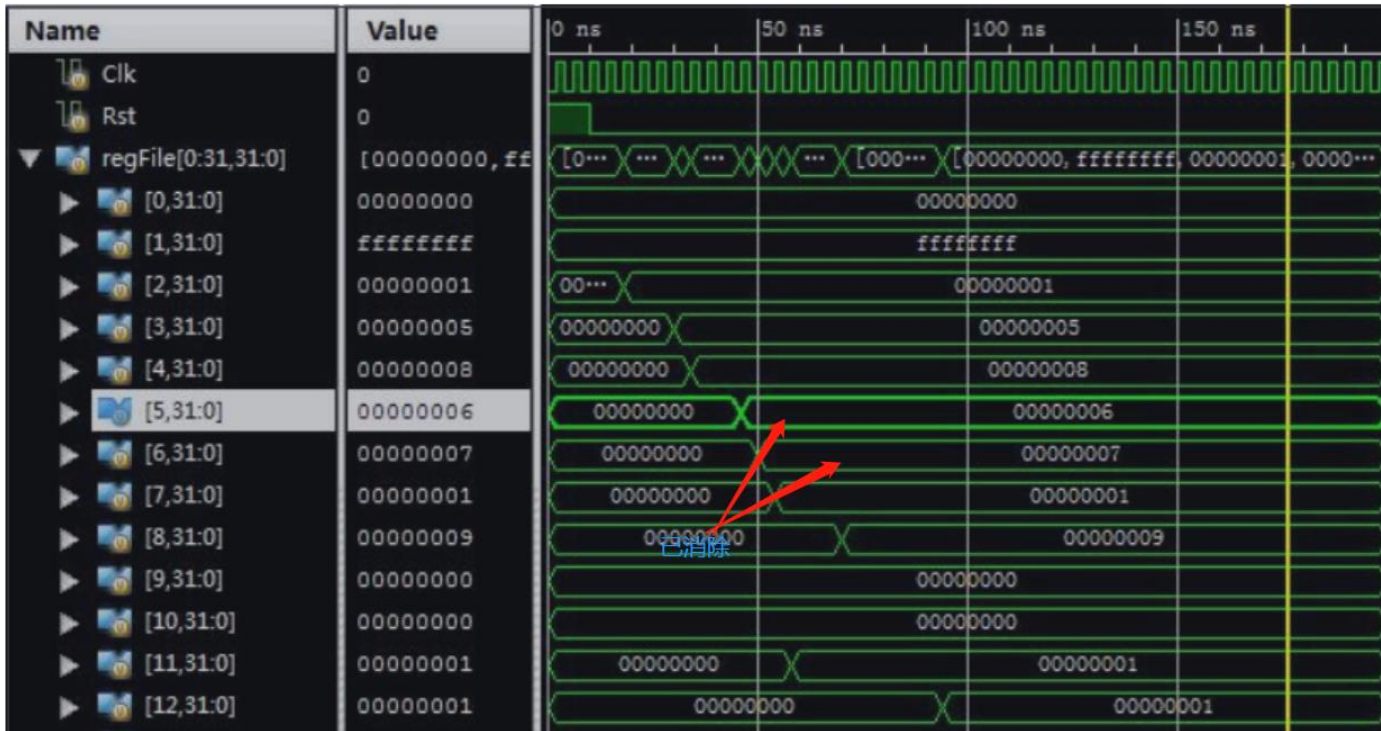 Name Value 0 ns 50 ns 100 ns 150 ns
Clk 0
Rst 0
regFile[0:31,31:0] [00000000,ff [0··· ··· ··· ··· [000··· [00000000, ffffffff, 00000001, 0000···
[0,31:0] 00000000 00000000
[1,31:0] ffffffff ffffffff
[2,31:0] 00000001 00··· 00000001
[3,31:0] 00000005 00000000 00000005
[4,31:0] 00000008 00000000 00000008
[5,31:0] 00000006 00000000 00000006
[6,31:0] 00000007 00000000 00000007
[7,31:0] 00000001 00000000 00000001
[8,31:0] 00000009 00000000 00000009
已消除
[9,31:0] 00000000 00000000
[10,31:0] 00000000 00000000
[11,31:0] 00000001 00000000 00000001
[12,31:0] 00000001 00000000 00000001